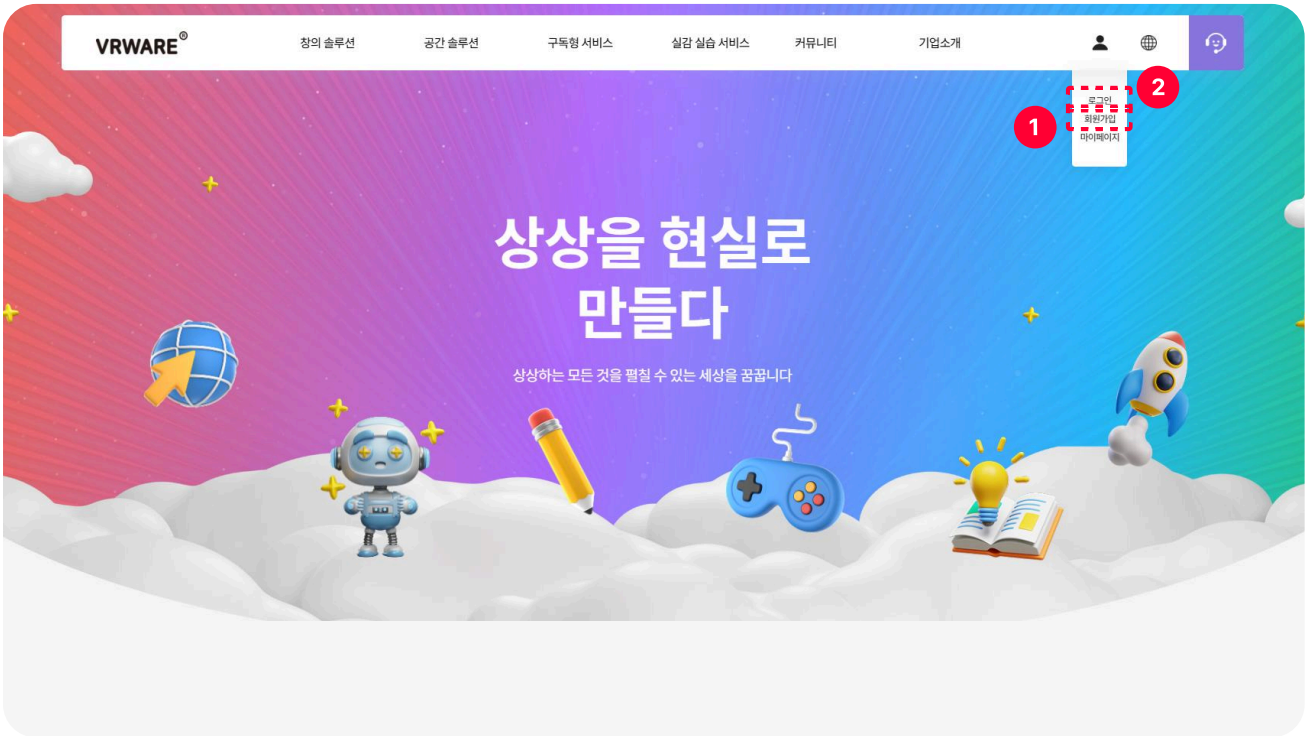 VRWARE®
창의 솔루션
공간 솔루션
구독형 서비스
실감 실습 서비스
커뮤니티
기업소개
로그인
2
1
회원가입
마이페이지
상상을 현실로
만들다
상상하는 모든 것을 펼칠 수 있는 세상을 꿈꿉니다